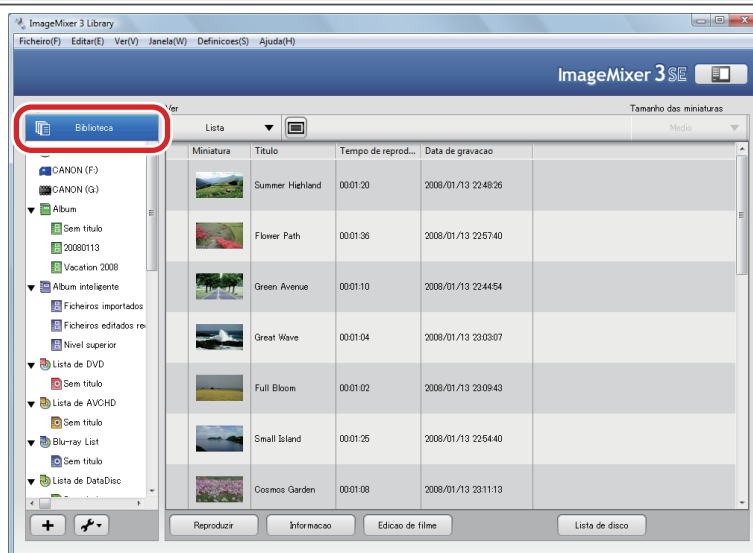 ImageMixer 3 Library
Ficheiro(F) Editar(E) Ver(V) Janela(W) Definicoes(S) Ajuda(H)
ImageMixer 3 SE
Ver
Tamanho das miniaturas
Biblioteca
Lista
Medio
Miniatura Titulo Tempo de reprod... Data de gravacao
CANON (F:)
CANON (G:)
Album
Sem titulo
20080113
Vacation 2008
Album inteligente
Ficheiros importados
Ficheiros editados re
Nivel superior
Lista de DVD
Sem titulo
Lista de AVCHD
Sem titulo
Blu-ray List
Sem titulo
Lista de DataDisc
Summer Highland 00:01:20 2008/01/13 22:48:26
Flower Path 00:01:36 2008/01/13 22:57:40
Green Avenue 00:01:10 2008/01/13 22:44:54
Great Wave 00:01:04 2008/01/13 23:03:07
Full Bloom 00:01:02 2008/01/13 23:09:43
Small Island 00:01:25 2008/01/13 22:54:40
Cosmos Garden 00:01:08 2008/01/13 23:11:13
Reproduzir Informacao Edicao de filme Lista de disco